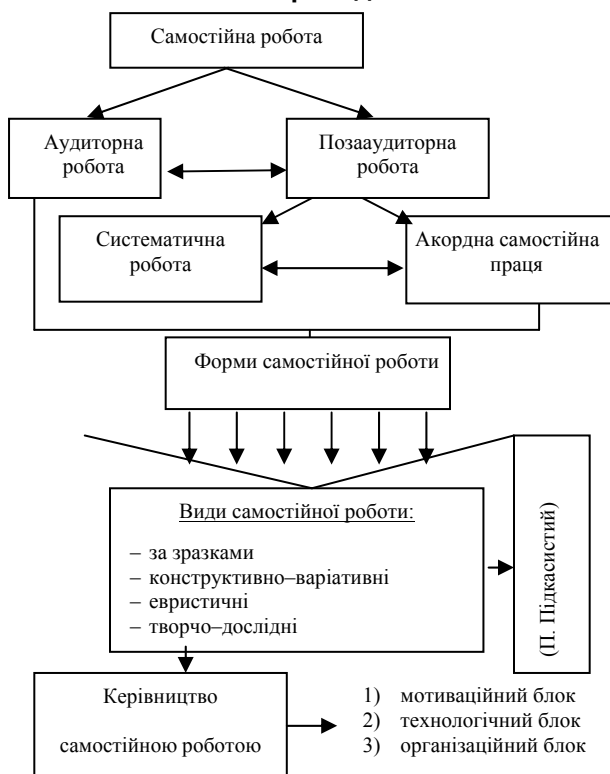 Самостійна робота
Аудиторна
робота
Позааудиторна
робота
Систематична
робота
Акордна самостійна
праця
Форми самостійної роботи
Види самостійної роботи:
– за зразками
– конструктивно–варіативні
– евристичні
– творчо–дослідні
(П. Підкасистий)
Керівництво
самостійною роботою
1) мотиваційний блок
2) технологічний блок
3) організаційний блок